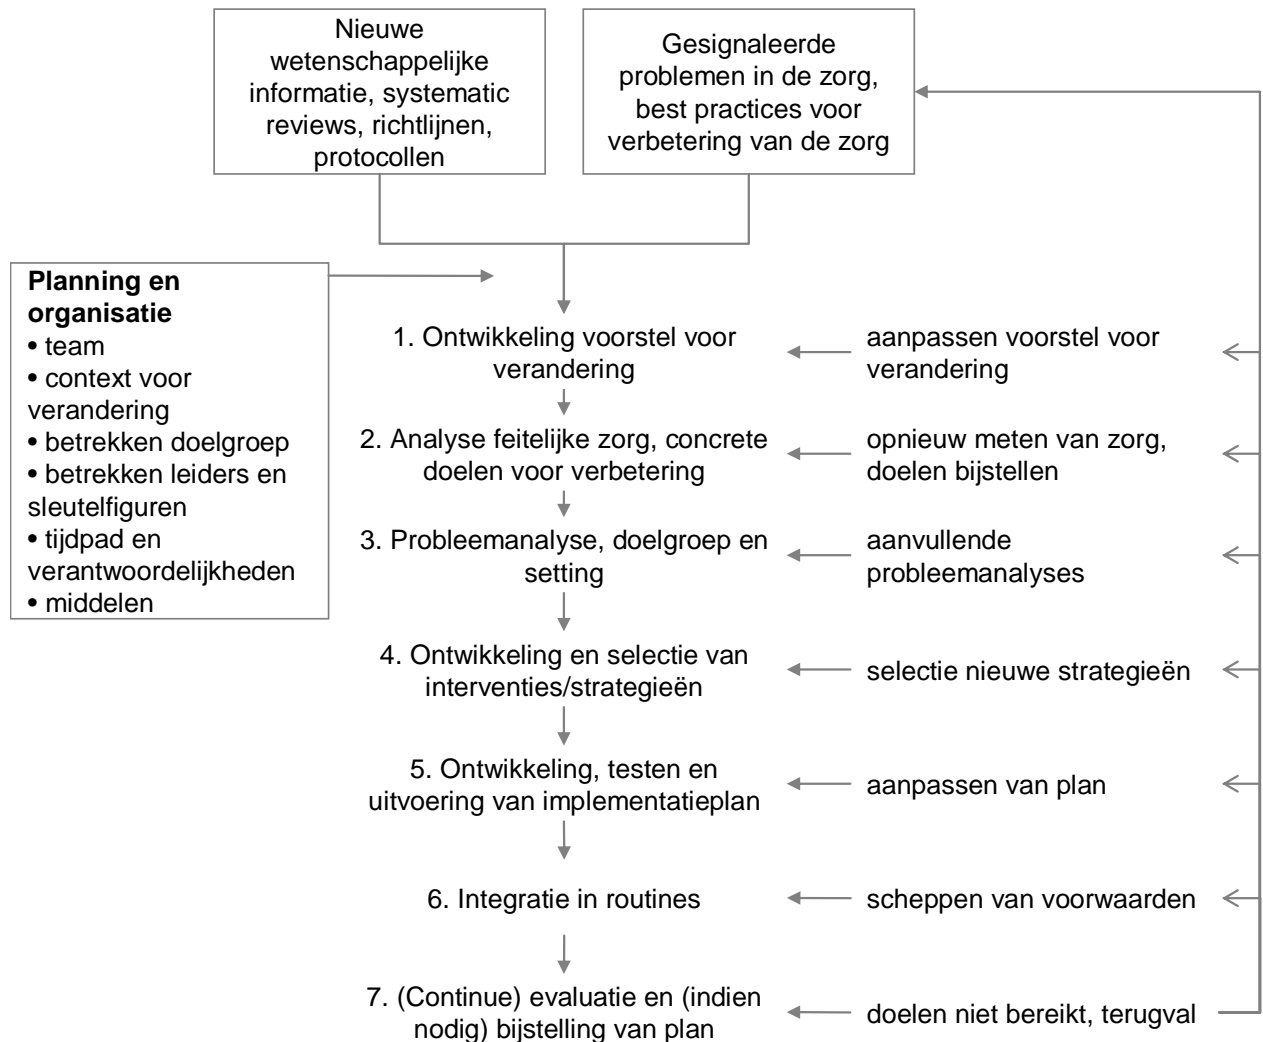 Nieuwe
wetenschappelijke
informatie, systematic
reviews, richtlijnen,
protocollen
Gesignaleerde
problemen in de zorg,
best practices voor
verbetering van de zorg
Planning en
organisatie
• team
• context voor
verandering
• betrekken doelgroep
• betrekken leiders en
sleutelfiguren
• tijdpad en
verantwoordelijkheden
• middelen
1. Ontwikkeling voorstel voor
verandering
aanpassen voorstel voor
verandering
2. Analyse feitelijke zorg, concrete
doelen voor verbetering
opnieuw meten van zorg,
doelen bijstellen
3. Probleemanalyse, doelgroep en
setting
aanvullende
probleemanalyses
4. Ontwikkeling en selectie van
interventies/strategieën
selectie nieuwe strategieën
5. Ontwikkeling, testen en
uitvoering van implementatieplan
aanpassen van plan
6. Integratie in routines
scheppen van voorwaarden
7. (Continue) evaluatie en (indien
nodig) bijstelling van plan
doelen niet bereikt, terugval